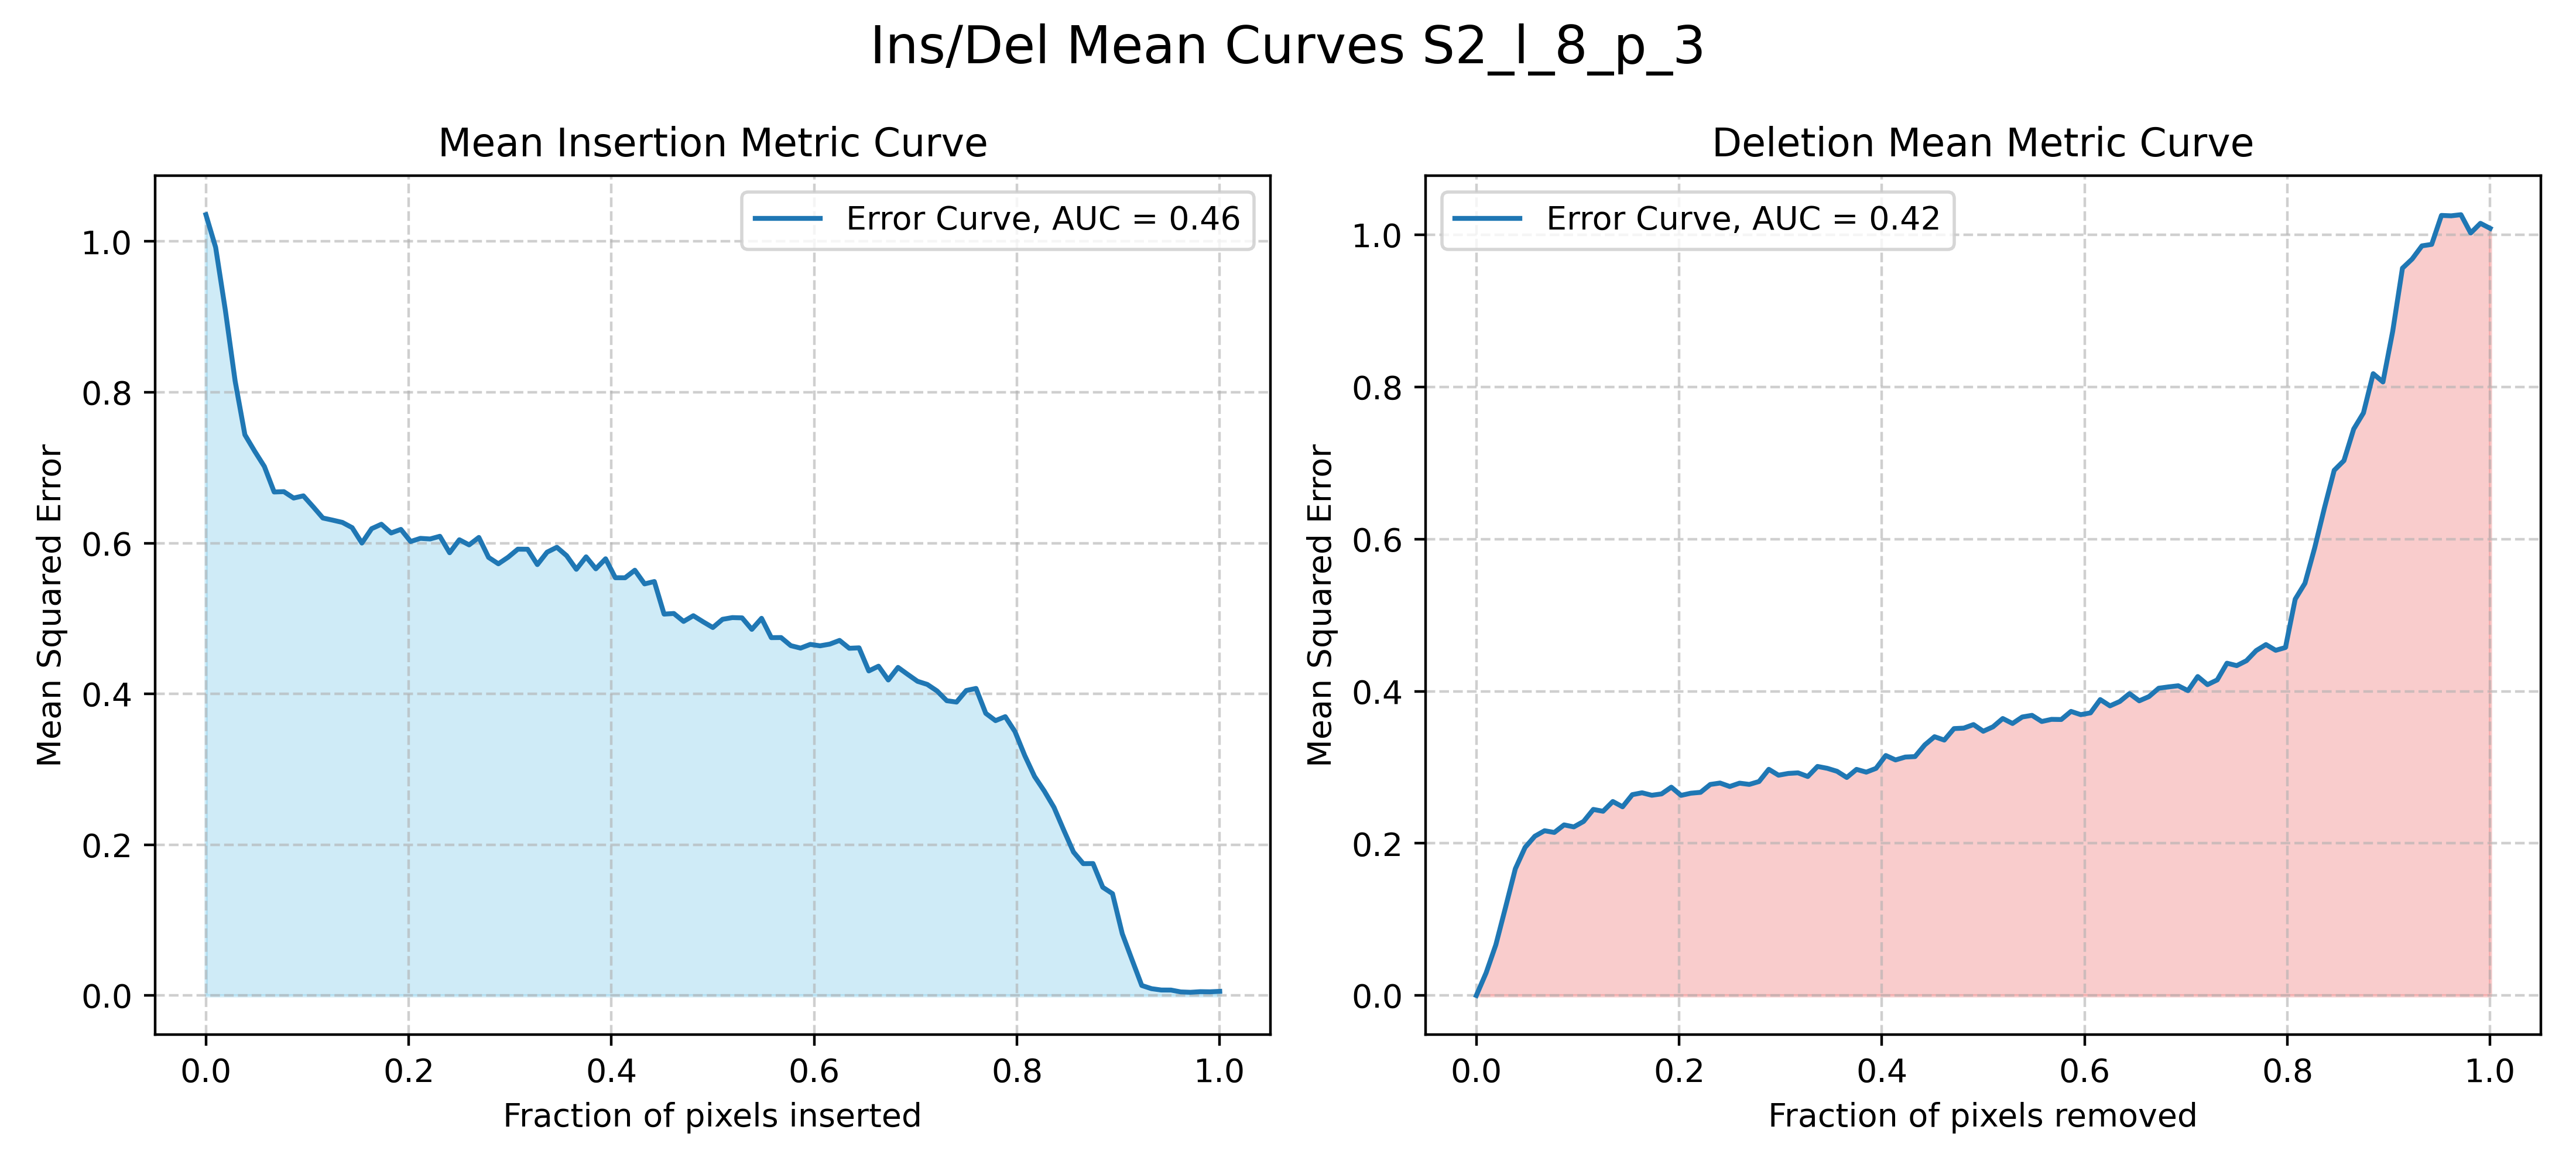 Ins/Del Mean Curves S2_l_8_p_3
Mean Insertion Metric Curve
Error Curve, AUC = 0.46
Mean Squared Error
1.0
0.8
0.6
0.4
0.2
0.0
0.0 0.2 0.4 0.6 0.8 1.0
Fraction of pixels inserted
Deletion Mean Metric Curve
Error Curve, AUC = 0.42
Mean Squared Error
1.0
0.8
0.6
0.4
0.2
0.0
0.0 0.2 0.4 0.6 0.8 1.0
Fraction of pixels removed